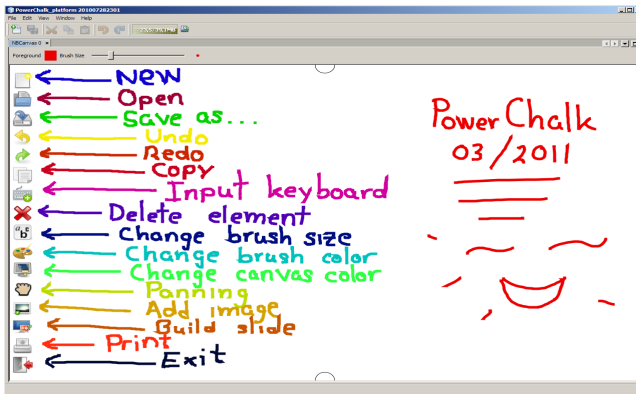 PowerChalk_platform 201007282301
File Edit View Window Help
NBCanvas 0
Foreground Brush Size
New
Open
Save as...
Undo
Redo
Copy
Input keyboard
Delete element
Change brush size
Change brush color
Change canvas color
Panning
Add image
Build slide
Print
Exit
Power Chalk
03/2011
"b c